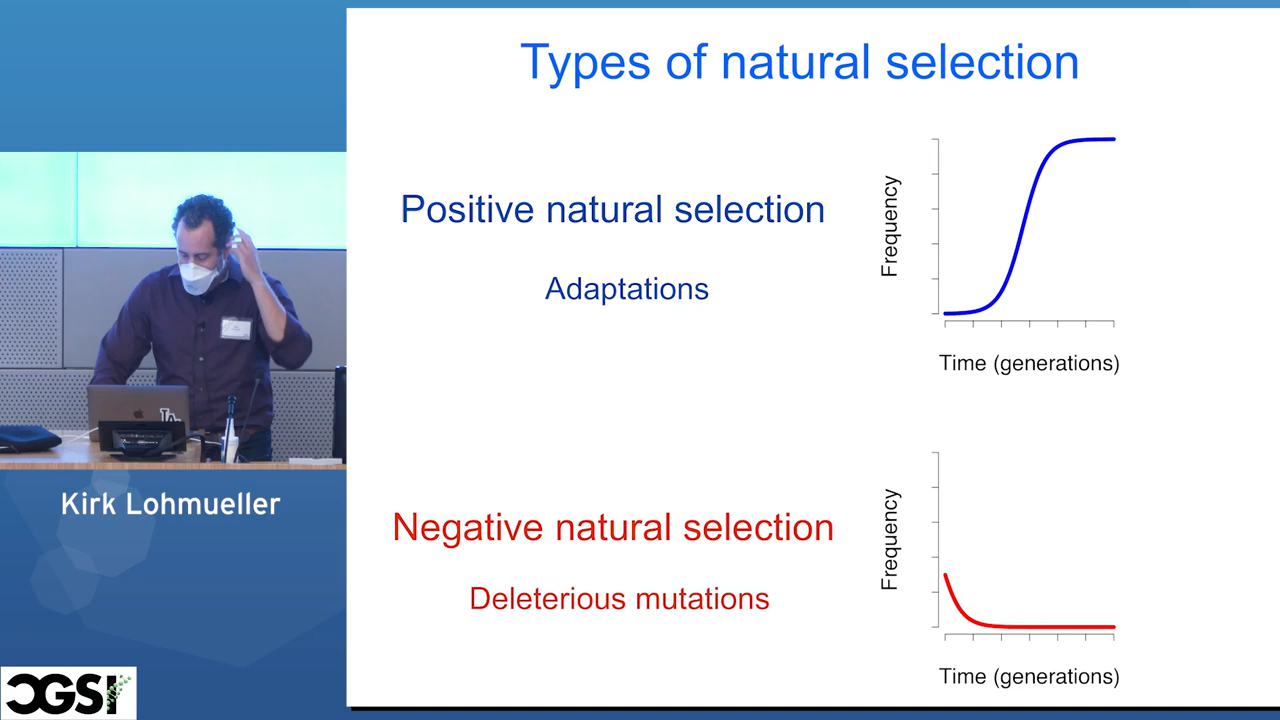 Types of natural selection
Positive natural selection
Adaptations
Frequency
Time (generations)
Negative natural selection
Deleterious mutations
Frequency
Time (generations)
Kirk Lohmueller
CGSI
LA